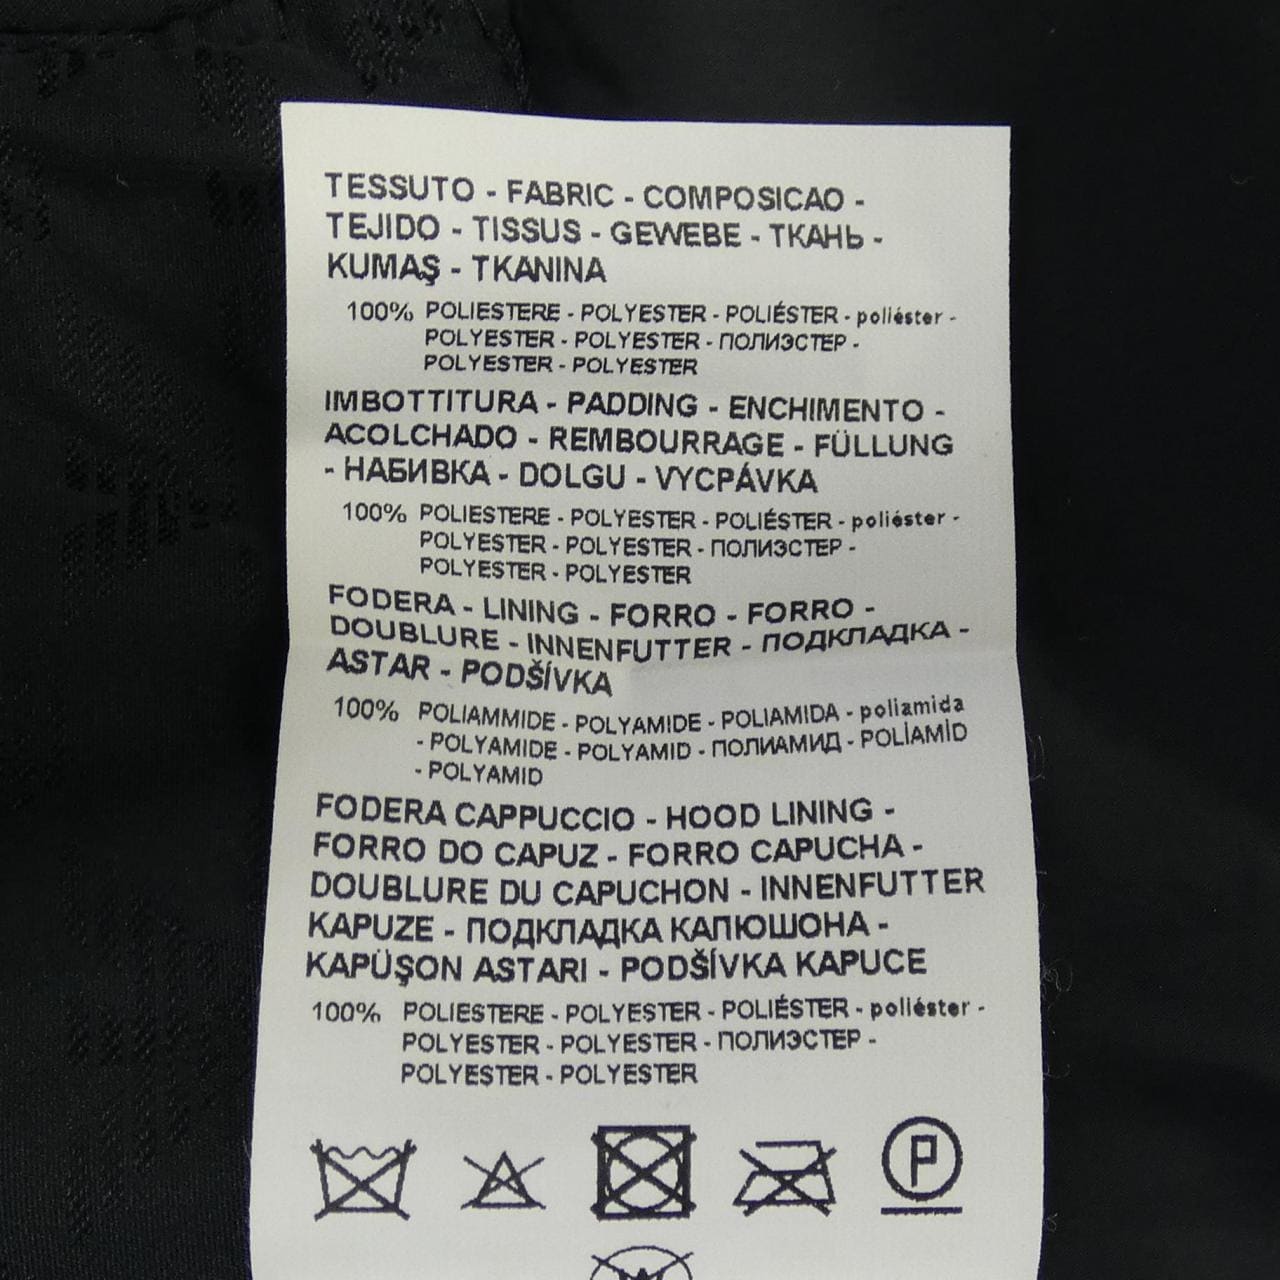 TESSUTO - FABRIC - COMPOSICAO -
TEJIDO - TISSUS - GEWEBE - ТКАНЬ -
KUMAŞ - TKANINA
100% POLIESTERE - POLYESTER - POLIÉSTER - poliéster -
POLYESTER - POLYESTER - ПОЛИЭСТЕР -
POLYESTER - POLYESTER
IMBOTTITURA - PADDING - ENCHIMENTO -
ACOLCHADO - REMBOURRAGE - FÜLLUNG
- НАБИВКА - DOLGU - VYCPÁVKA
100% POLIESTERE - POLYESTER - POLIÉSTER - poliéster -
POLYESTER - POLYESTER - ПОЛИЭСТЕР -
POLYESTER - POLYESTER
FODERA - LINING - FORRO - FORRO -
DOUBLURE - INNENFUTTER - ПОДКЛАДКА -
ASTAR - PODŠÍVKA
100% POLIAMMIDE - POLYAMIDE - POLIAMIDA - poliamida
- POLYAMIDE - POLYAMID - ПОЛИАМИД - POLİAMİD
- POLYAMID
FODERA CAPPUCCIO - HOOD LINING -
FORRO DO CAPUZ - FORRO CAPUCHA -
DOUBLURE DU CAPUCHON - INNENFUTTER
KAPUZE - ПОДКЛАДКА КАПЮШОНА -
KAPÜŞON ASTARI - PODŠÍVKA KAPUCE
100% POLIESTERE - POLYESTER - POLIÉSTER - poliéster -
POLYESTER - POLYESTER - ПОЛИЭСТЕР -
POLYESTER - POLYESTER
P